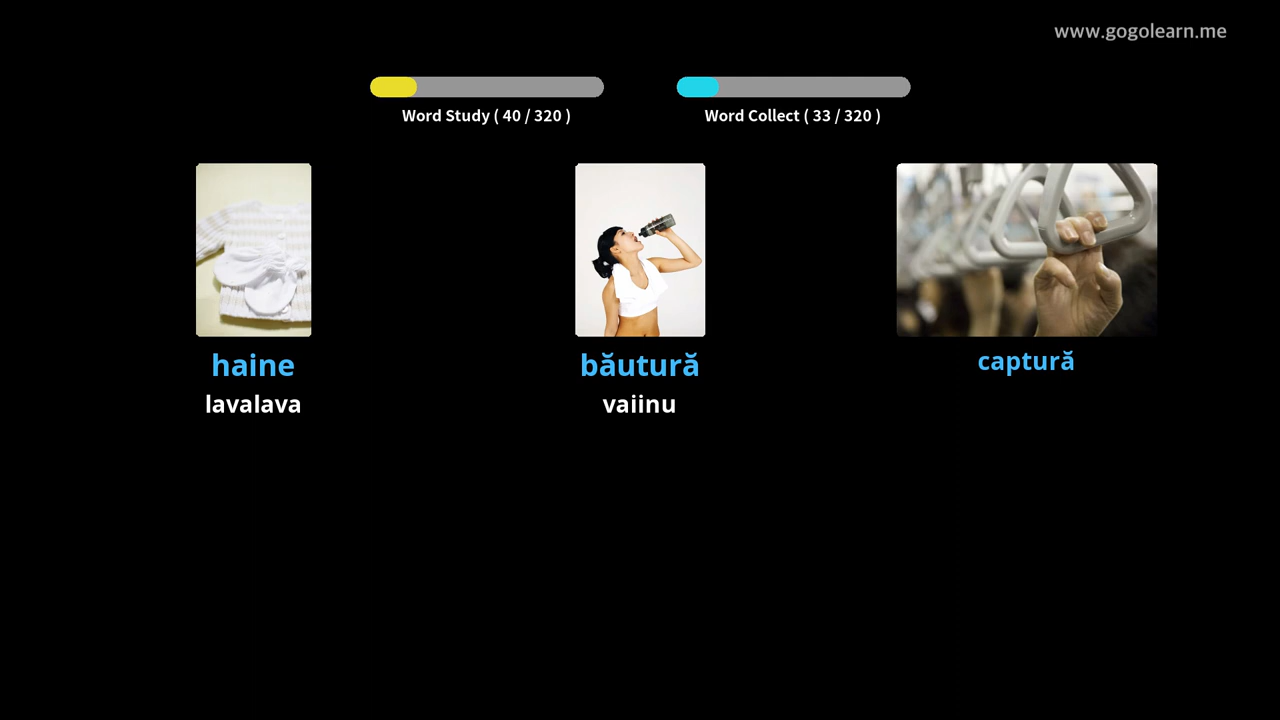 www.gogolearn.me
Word Study ( 40 / 320 )
Word Collect ( 33 / 320 )
haine
lavalava
băutură
vaiinu
captură